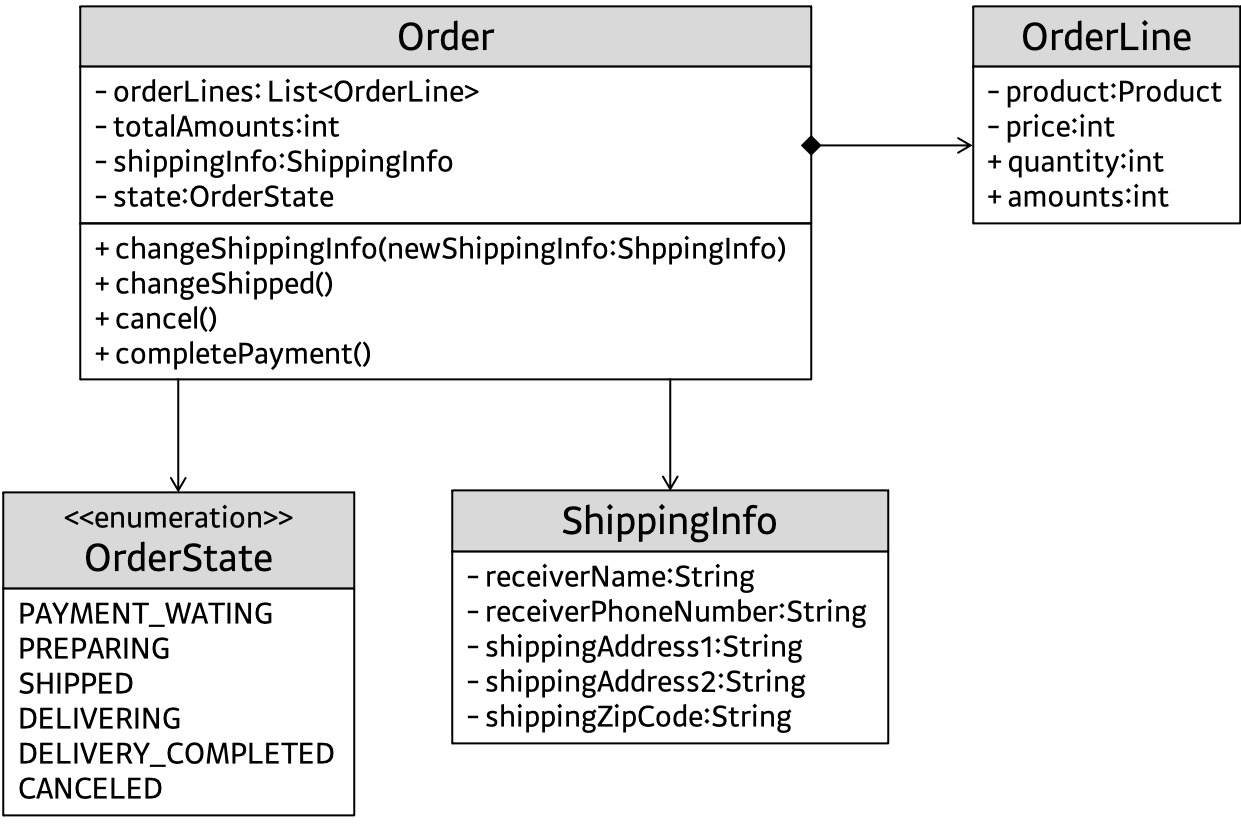 Order
- orderLines: List<OrderLine>
- totalAmounts:int
- shippingInfo:ShippingInfo
- state:OrderState
+ changeShippingInfo(newShippingInfo:ShppingInfo)
+ changeShipped()
+ cancel()
+ completePayment()
OrderLine
- product:Product
- price:int
+ quantity:int
+ amounts:int
<<enumeration>>
OrderState
PAYMENT_WATING
PREPARING
SHIPPED
DELIVERING
DELIVERY_COMPLETED
CANCELED
ShippingInfo
- receiverName:String
- receiverPhoneNumber:String
- shippingAddress1:String
- shippingAddress2:String
- shippingZipCode:String